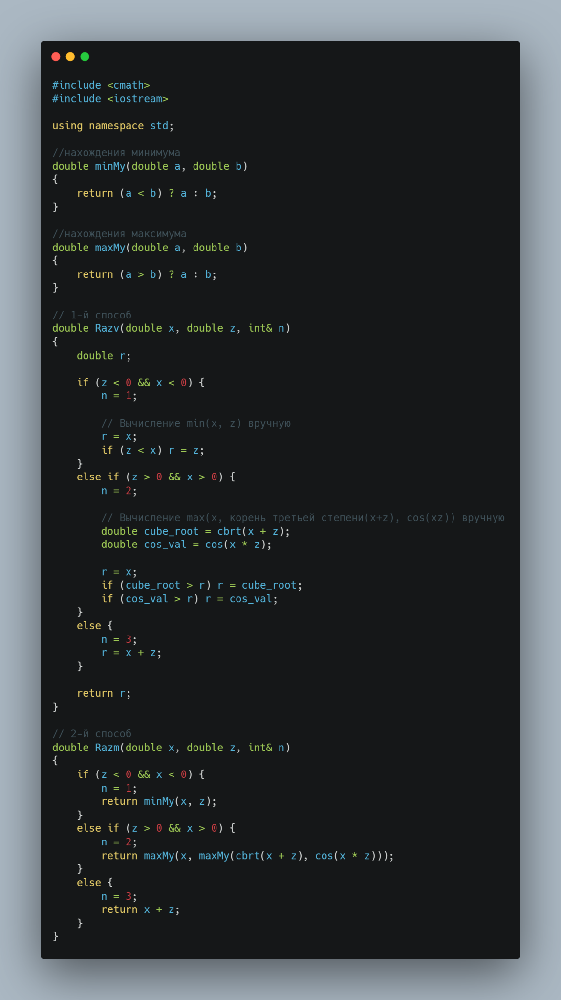 #include <cmath>
#include <iostream>
using namespace std;
//нахождения минимума
double minMy(double a, double b)
{
    return (a < b) ? a : b;
}
//нахождения максимума
double maxMy(double a, double b)
{
    return (a > b) ? a : b;
}
// 1-й способ
double Razv(double x, double z, int& n)
{
    double r;
    if (z < 0 && x < 0) {
        n = 1;
        // Вычисление min(x, z) вручную
        r = x;
        if (z < x) r = z;
    }
    else if (z > 0 && x > 0) {
        n = 2;
        // Вычисление max(x, корень третьей степени(x+z), cos(xz)) вручную
        double cube_root = cbrt(x + z);
        double cos_val = cos(x * z);
        r = x;
        if (cube_root > r) r = cube_root;
        if (cos_val > r) r = cos_val;
    }
    else {
        n = 3;
        r = x + z;
    }
    return r;
}
// 2-й способ
double Razm(double x, double z, int& n)
{
    if (z < 0 && x < 0) {
        n = 1;
        return minMy(x, z);
    }
    else if (z > 0 && x > 0) {
        n = 2;
        return maxMy(x, maxMy(cbrt(x + z), cos(x * z)));
    }
    else {
        n = 3;
        return x + z;
    }
}